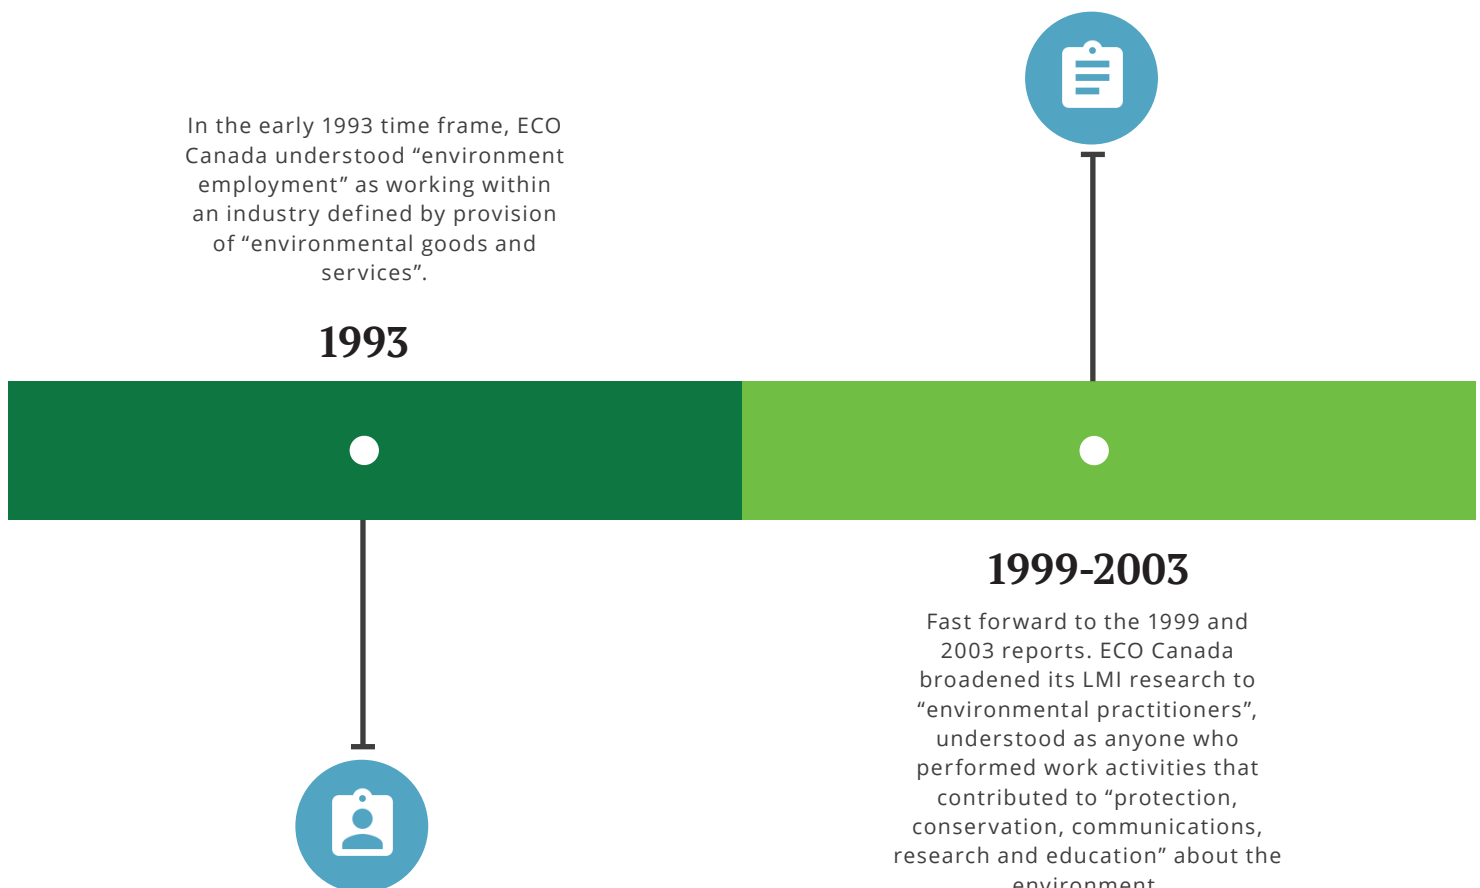 In the early 1993 time frame, ECO
Canada understood “environment
employment” as working within
an industry defined by provision
of “environmental goods and
services”.
1993
1999-2003
Fast forward to the 1999 and
2003 reports. ECO Canada
broadened its LMI research to
“environmental practitioners”,
understood as anyone who
performed work activities that
contributed to “protection,
conservation, communications,
research and education” about the
environment